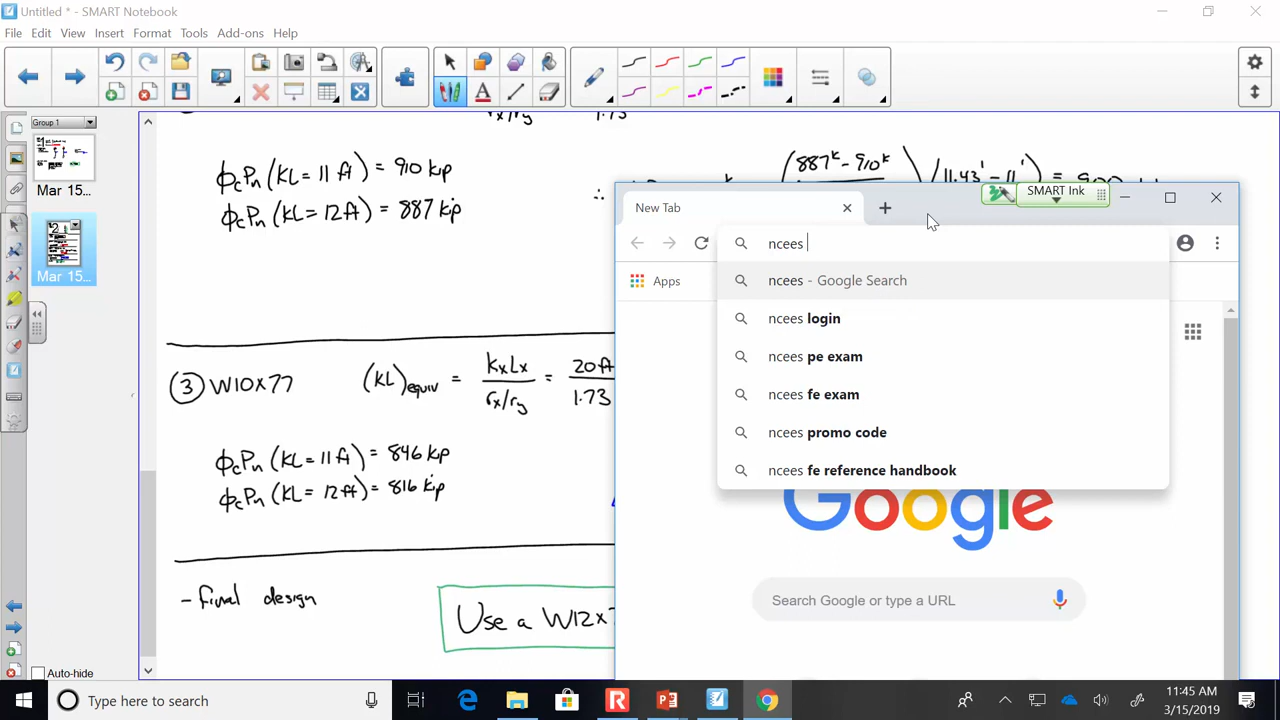 Untitled * - SMART Notebook
File Edit View Insert Format Tools Add-ons Help
Group 1
Mar 15...
Mar 15...
Auto-hide
rx/ry 1.73
ϕcPn (KL = 11 ft) = 910 kip
ϕcPn (KL = 12 ft) = 887 kip
(887ᵏ - 910ᵏ) (11.43' - 11') =
∴
③ W10x77 (KL)equiv = KxLx / rx/ry = 20ft / 1.73
ϕcPn (KL = 11 ft) = 846 kip
ϕcPn (KL = 12 ft) = 816 kip
- final design
Use a W12x7
SMART Ink
New Tab
ncees
Apps
ncees - Google Search
ncees login
ncees pe exam
ncees fe exam
ncees promo code
ncees fe reference handbook
Google
Search Google or type a URL
Type here to search
11:45 AM
3/15/2019